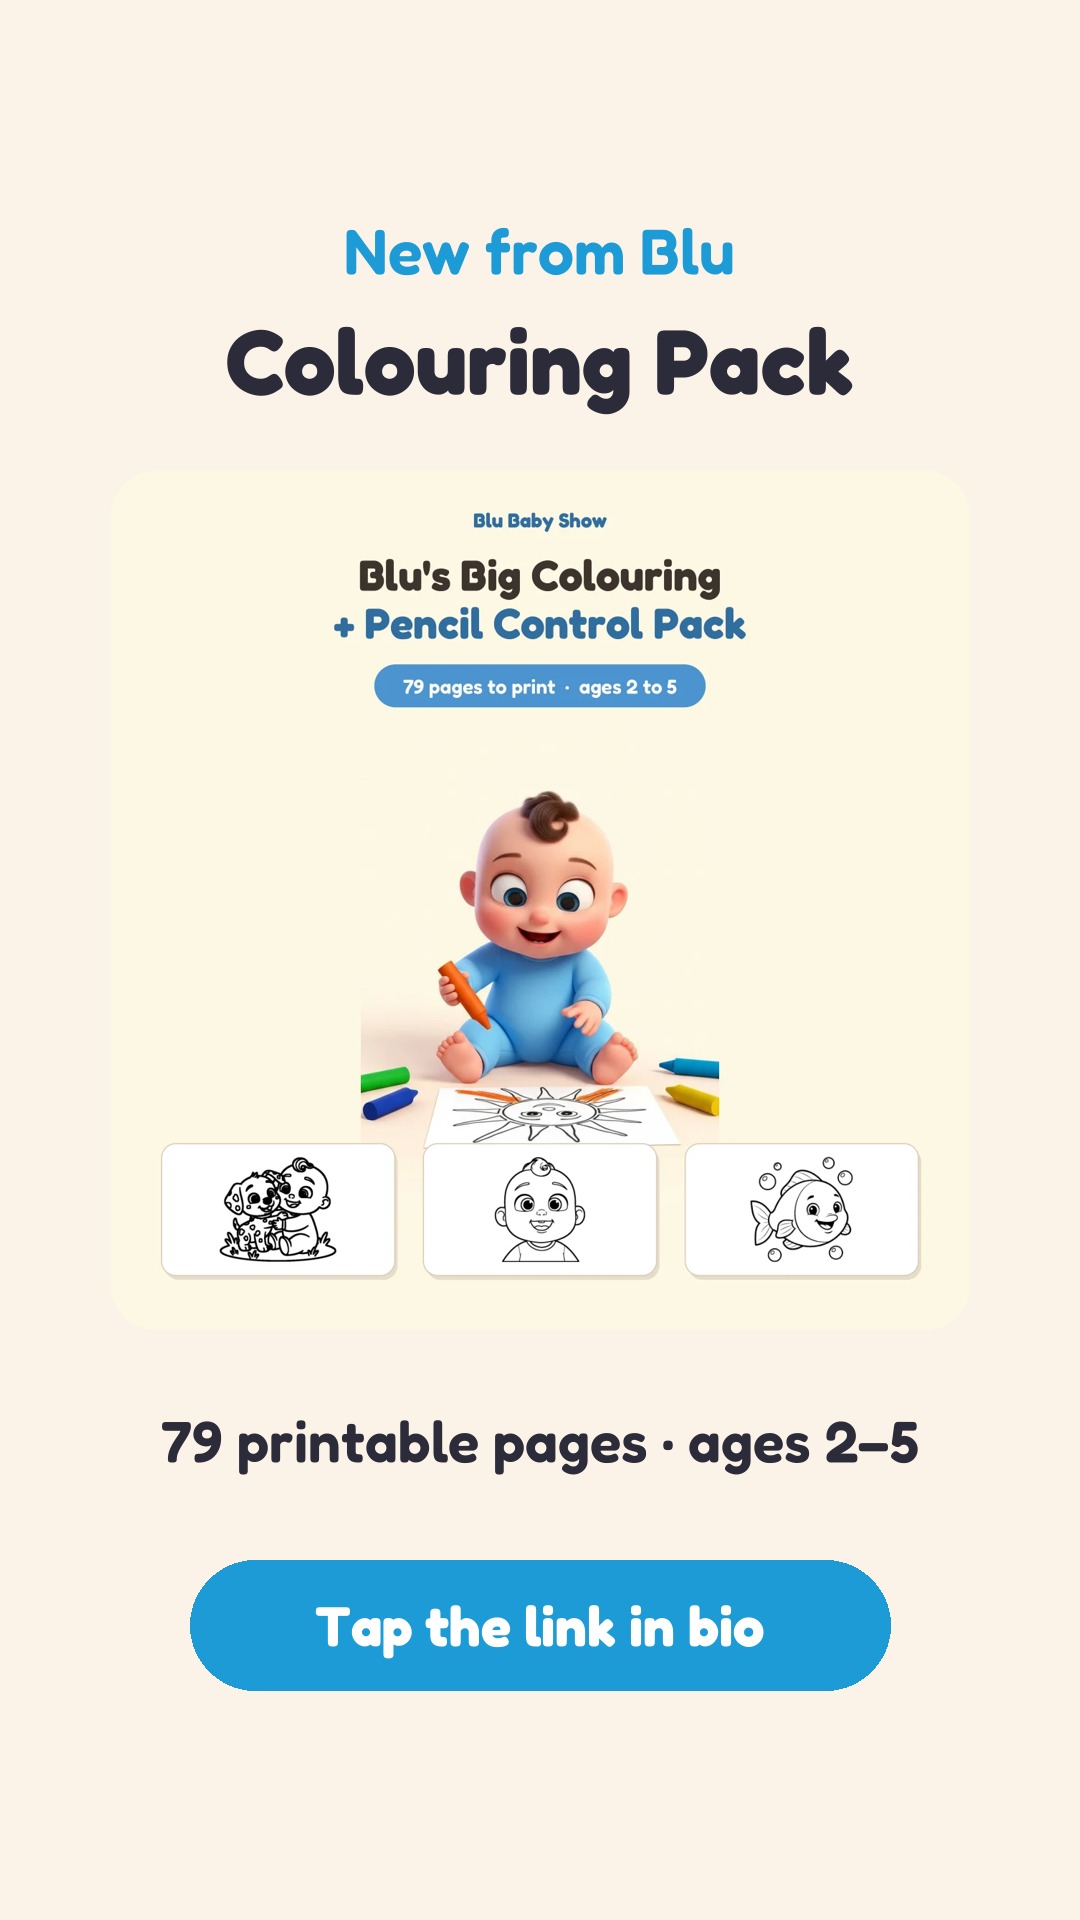 New from Blu
Colouring Pack
Blu Baby Show
Blu's Big Colouring
+ Pencil Control Pack
79 pages to print · ages 2 to 5
79 printable pages · ages 2–5
Tap the link in bio